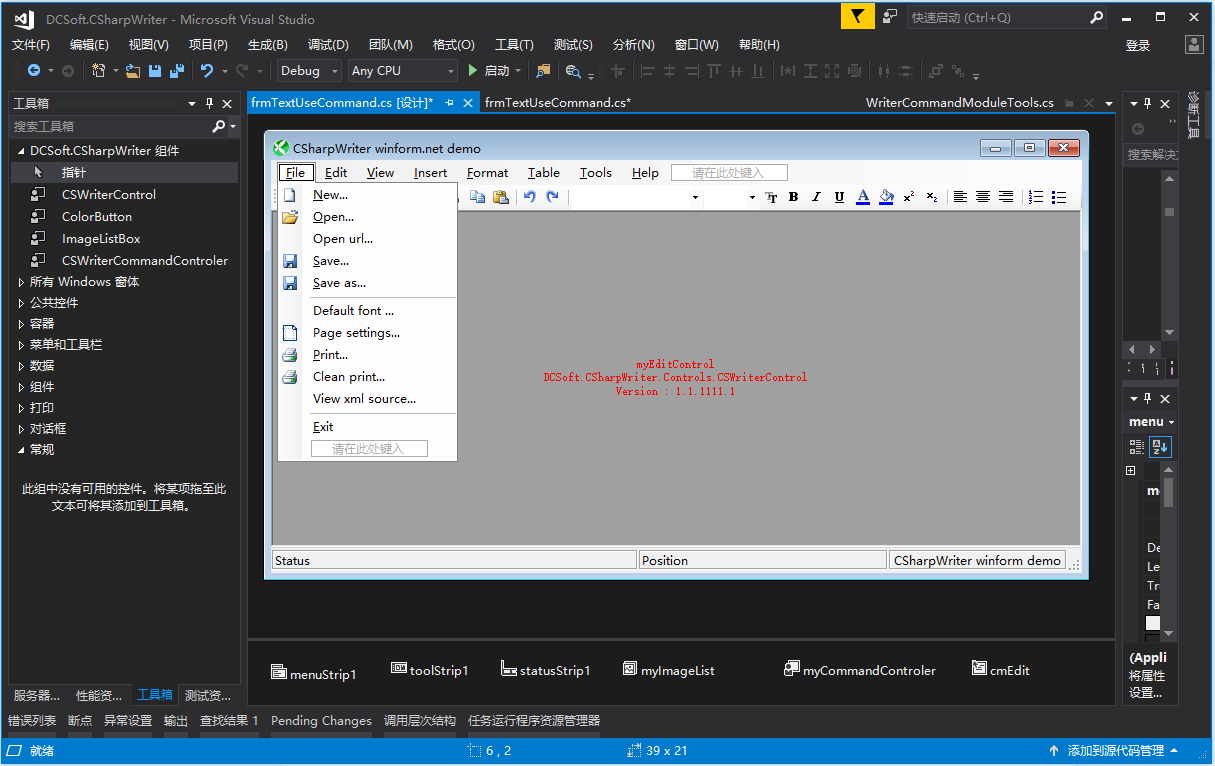 DCSoft.CSharpWriter - Microsoft Visual Studio
快速启动 (Ctrl+Q)
文件(F) 编辑(E) 视图(V) 项目(P) 生成(B) 调试(D) 团队(M) 格式(O) 工具(T) 测试(S) 分析(N) 窗口(W) 帮助(H) 登录
Debug Any CPU 启动
工具箱
搜索工具箱
DCSoft.CSharpWriter 组件
指针
CSWriterControl
ColorButton
ImageListBox
CSWriterCommandControler
所有 Windows 窗体
公共控件
容器
菜单和工具栏
数据
组件
打印
对话框
常规
此组中没有可用的控件。将某项拖至此
文本可将其添加到工具箱。
服务器... 性能资... 工具箱 测试资...
frmTextUseCommand.cs [设计]* frmTextUseCommand.cs* WriterCommandModuleTools.cs
CSharpWriter winform.net demo
File Edit View Insert Format Table Tools Help 请在此处键入
New...
Open...
Open url...
Save...
Save as...
Default font ...
Page settings...
Print...
Clean print...
View xml source...
Exit
请在此处键入
B I U A x² x₂
myEditControl
DCSoft.CSharpWriter.Controls.CSWriterControl
Version : 1.1.1111.1
Status Position CSharpWriter winform demo
menuStrip1 toolStrip1 statusStrip1 myImageList myCommandControler cmEdit
诊断工具
搜索解决
menu
De
Le
Tr
Fa
(Appli
将属性
设置...
错误列表 断点 异常设置 输出 查找结果 1 Pending Changes 调用层次结构 任务运行程序资源管理器
就绪 6 , 2 39 x 21 添加到源代码管理